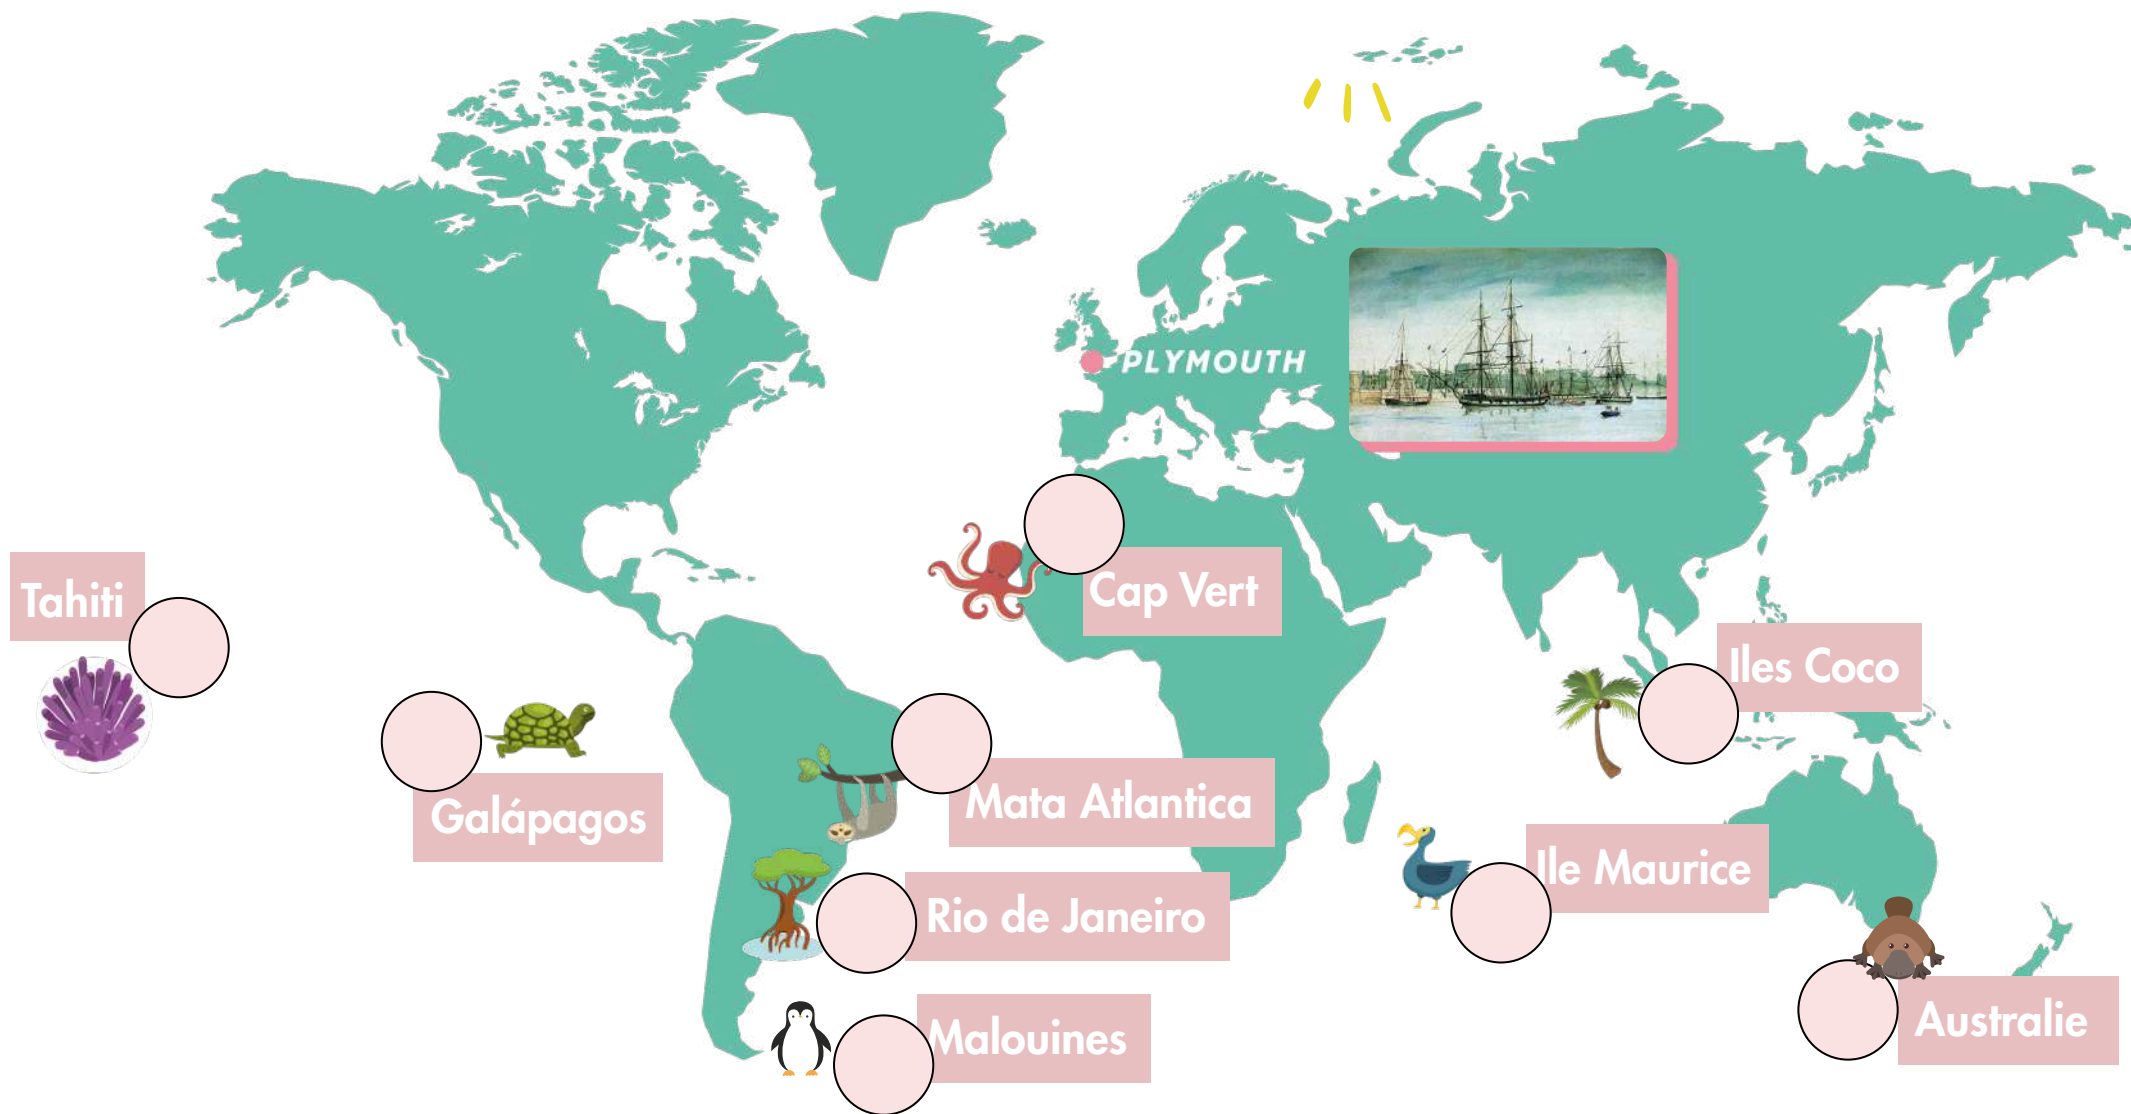 PLYMOUTH
Cap Vert
Tahiti
Iles Coco
Galápagos
Mata Atlantica
Ile Maurice
Rio de Janeiro
Malouines
Australie